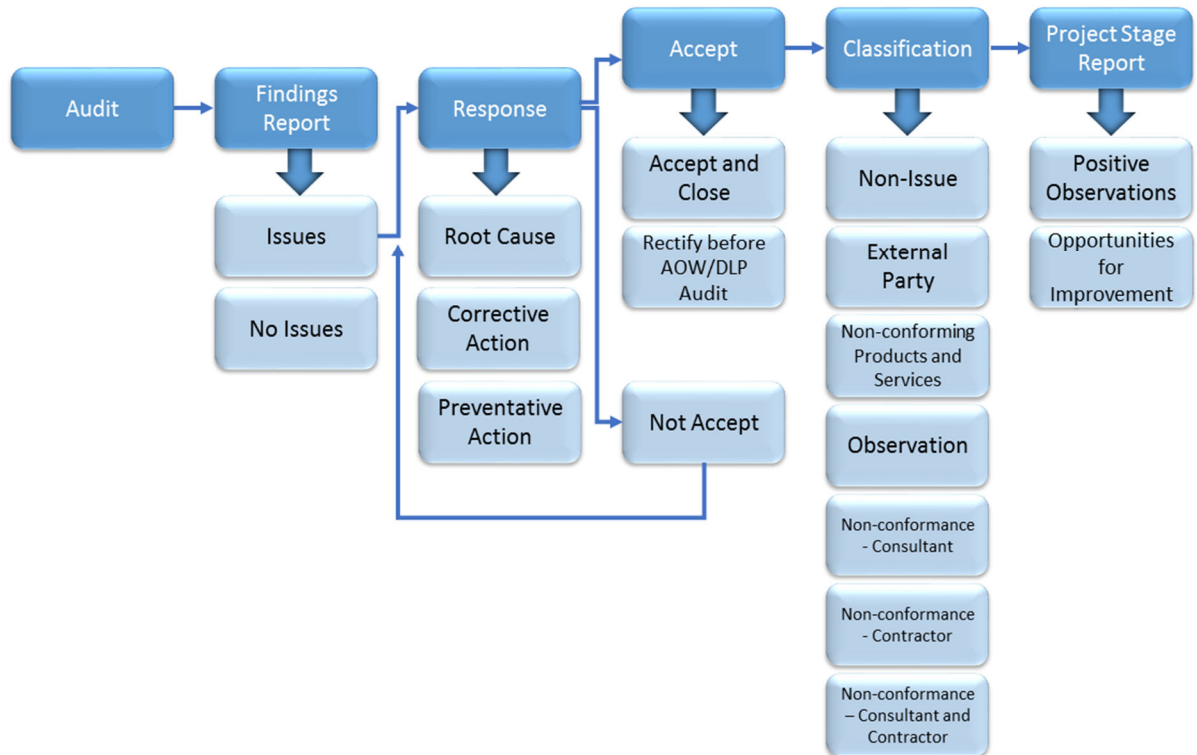 Audit
Findings
Report
Issues
No Issues
Response
Root Cause
Corrective
Action
Preventative
Action
Accept
Accept and
Close
Rectify before
AOW/DLP
Audit
Not Accept
Classification
Non-Issue
External
Party
Non-conforming
Products and
Services
Observation
Non-conformance
- Consultant
Non-conformance
- Contractor
Non-conformance
– Consultant and
Contractor
Project Stage
Report
Positive
Observations
Opportunities
for
Improvement